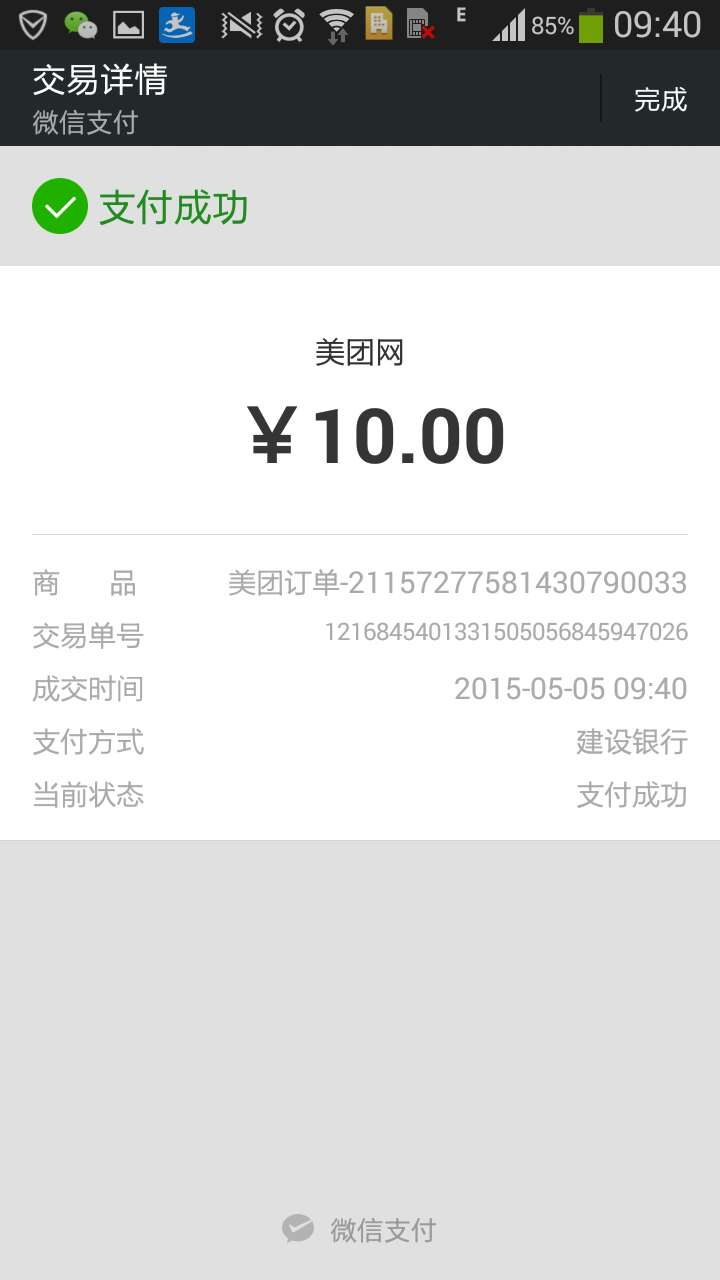 E 85% 09:40
交易详情
微信支付
完成
支付成功
美团网
¥10.00
商 品 美团订单-21157277581430790033
交易单号 1216845401331505056845947026
成交时间 2015-05-05 09:40
支付方式 建设银行
当前状态 支付成功
微信支付